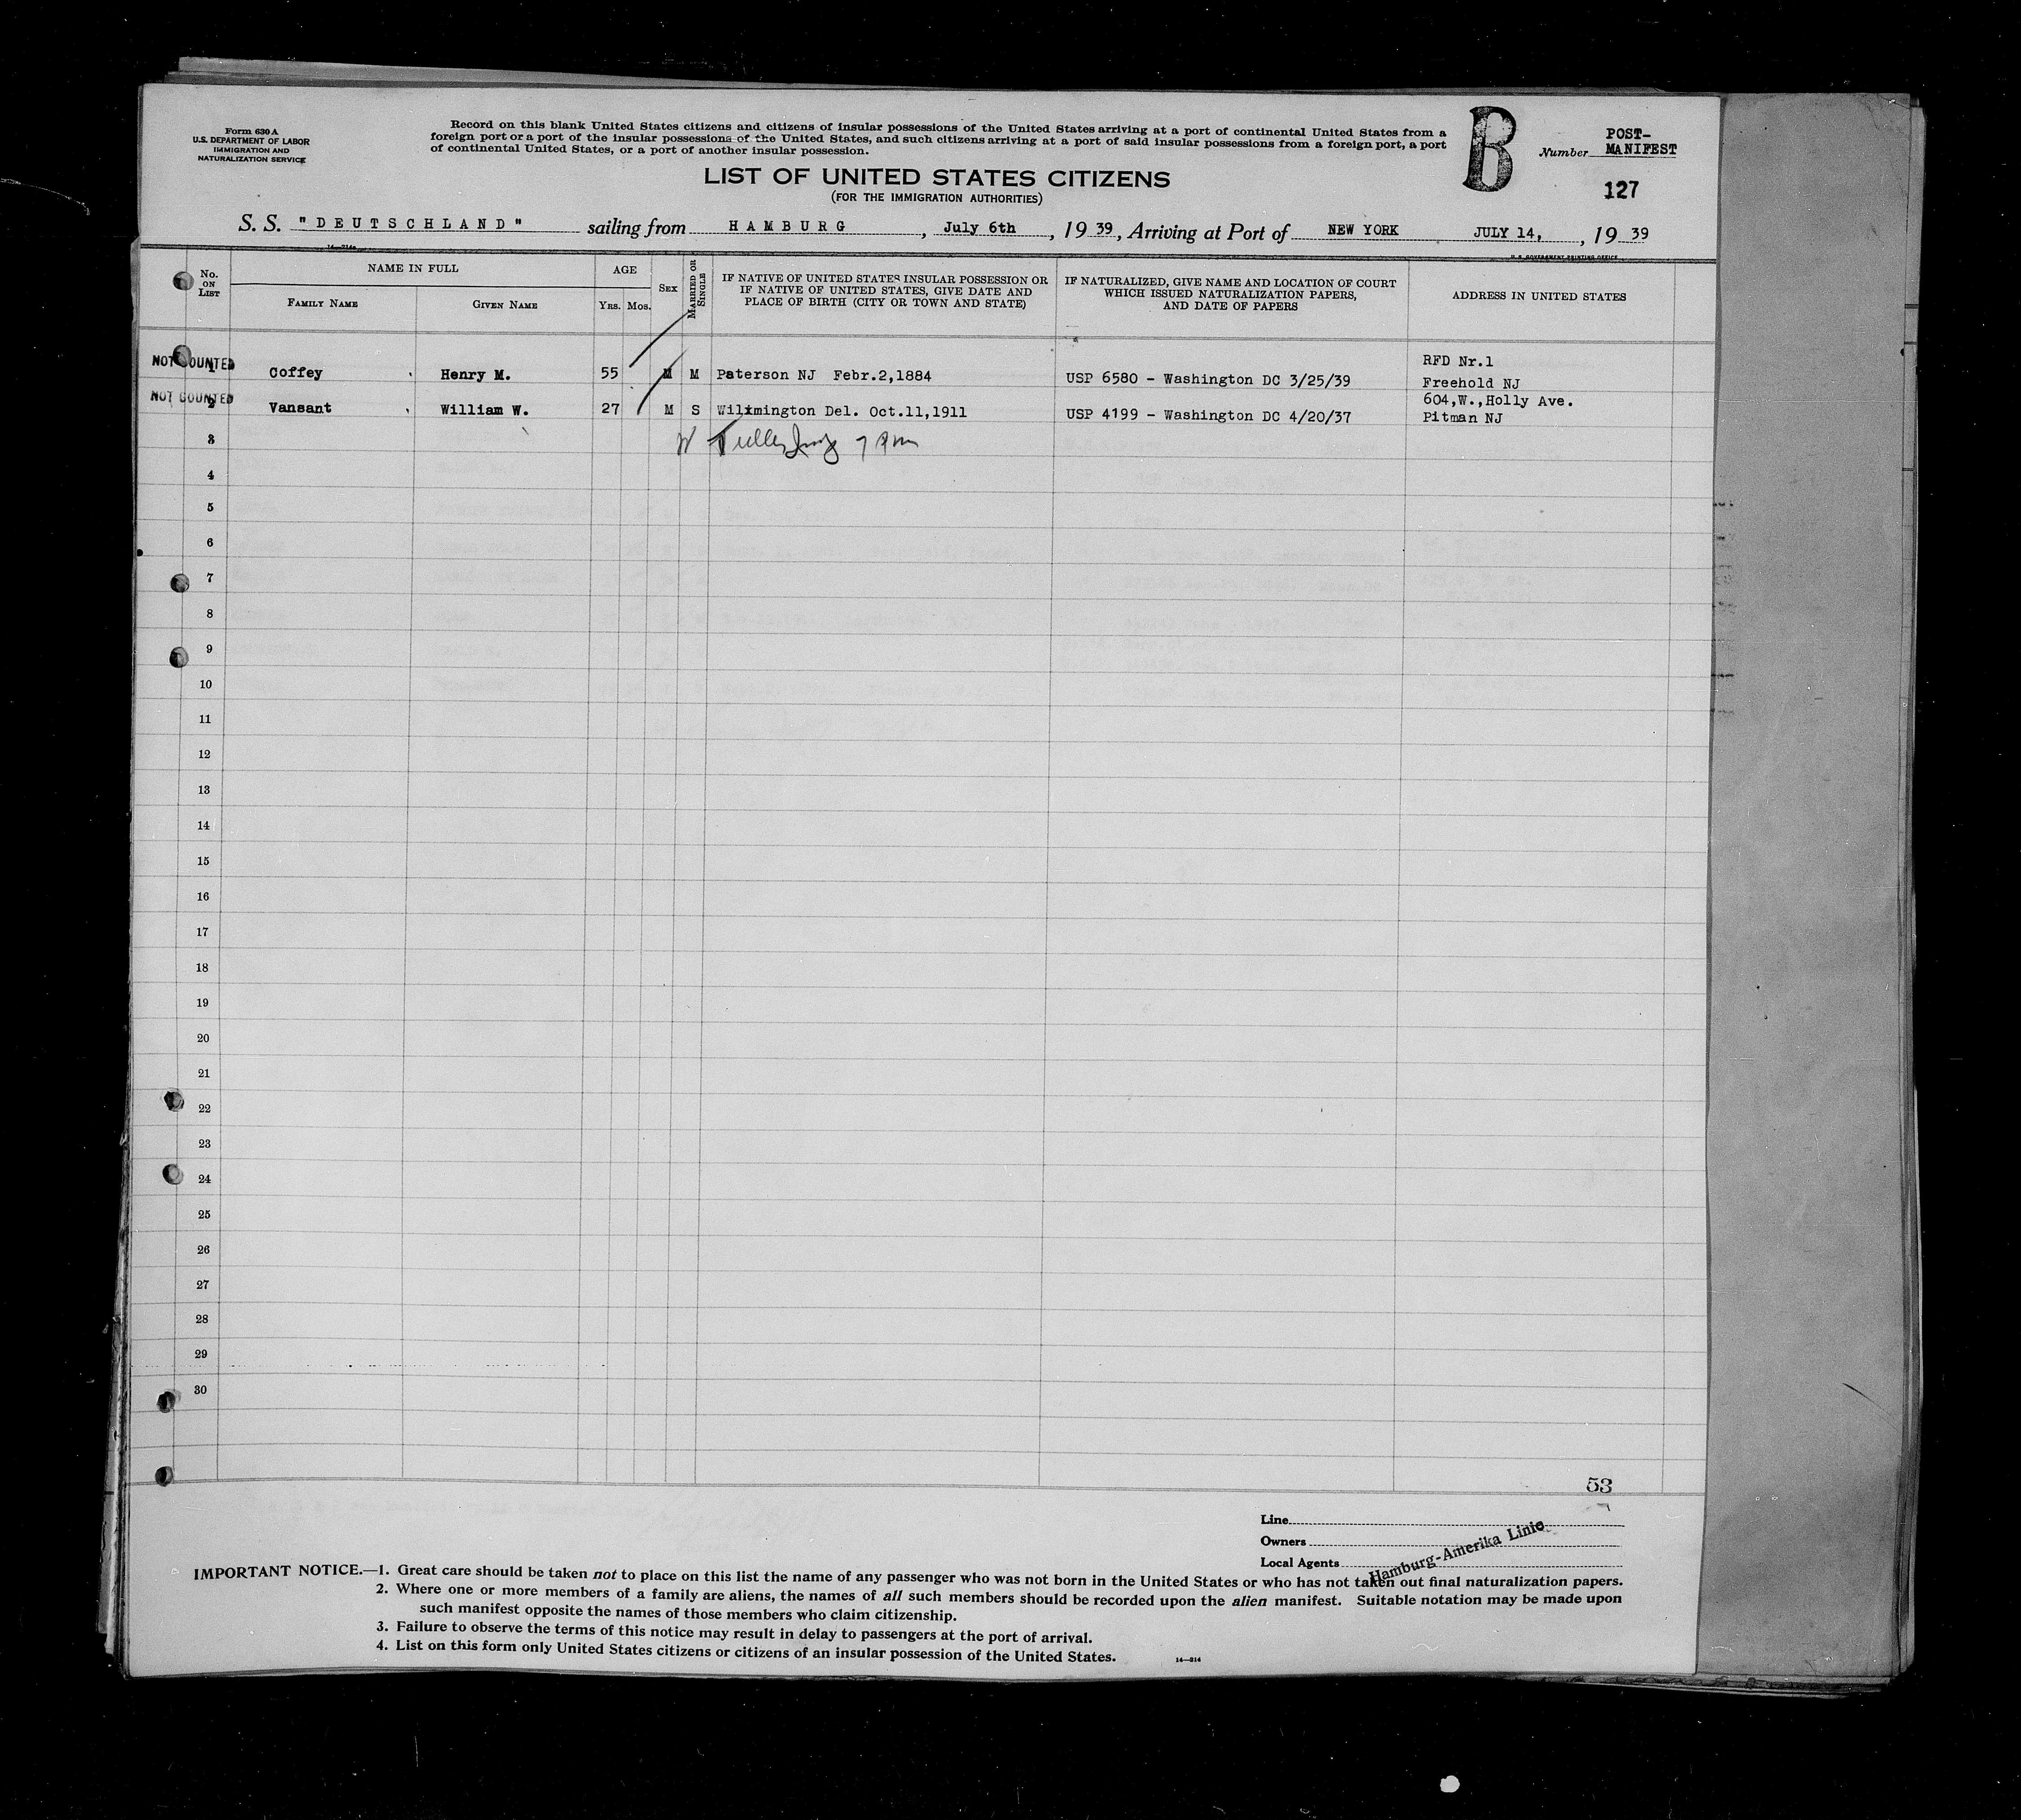 Form 630 A
U.S. DEPARTMENT OF LABOR
IMMIGRATION AND
NATURALIZATION SERVICE
Record on this blank United States citizens and citizens of insular possessions of the United States arriving at a port of continental United States from a
foreign port or a port of the insular possessions of the United States, and such citizens arriving at a port of said insular possessions from a foreign port, a port
of continental United States, or a port of another insular possession.
B
Number POST-
MANIFEST
127
LIST OF UNITED STATES CITIZENS
(FOR THE IMMIGRATION AUTHORITIES)
S. S. "DEUTSCHLAND" sailing from HAMBURG, July 6th, 19 39, Arriving at Port of NEW YORK JULY 14, , 19 39
U. S. GOVERNMENT PRINTING OFFICE
No. ON LIST
NAME IN FULL
FAMILY NAME
GIVEN NAME
AGE
YRS.
MOS.
SEX
MARRIED OR SINGLE
IF NATIVE OF UNITED STATES INSULAR POSSESSION OR
IF NATIVE OF UNITED STATES, GIVE DATE AND
PLACE OF BIRTH (CITY OR TOWN AND STATE)
IF NATURALIZED, GIVE NAME AND LOCATION OF COURT
WHICH ISSUED NATURALIZATION PAPERS,
AND DATE OF PAPERS
ADDRESS IN UNITED STATES
NOT COUNTED 1 Coffey Henry M. 55 M M Paterson NJ Febr.2,1884 USP 6580 - Washington DC 3/25/39 RFD Nr.1
Freehold NJ
NOT COUNTED 2 Vansant William W. 27 M S Wilimington Del. Oct.11,1911 USP 4199 - Washington DC 4/20/37 604,W.,Holly Ave.
Pitman NJ
3
4
5
6
7
8
9
10
11
12
13
14
15
16
17
18
19
20
21
22
23
24
25
26
27
28
29
30
53
Line
Owners
Local Agents
Hamburg-Amerika Linie
IMPORTANT NOTICE.—1. Great care should be taken not to place on this list the name of any passenger who was not born in the United States or who has not taken out final naturalization papers.
2. Where one or more members of a family are aliens, the names of all such members should be recorded upon the alien manifest. Suitable notation may be made upon
such manifest opposite the names of those members who claim citizenship.
3. Failure to observe the terms of this notice may result in delay to passengers at the port of arrival.
4. List on this form only United States citizens or citizens of an insular possession of the United States.
14—314